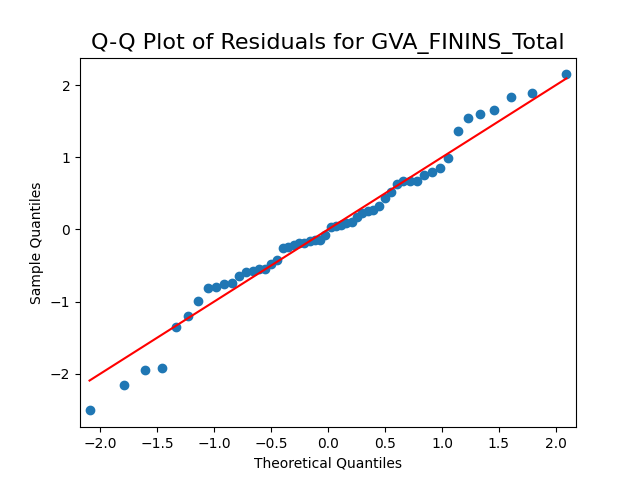 Q-Q Plot of Residuals for GVA_FININS_Total
2
1
0
−1
−2
Sample Quantiles
−2.0 −1.5 −1.0 −0.5 0.0 0.5 1.0 1.5 2.0
Theoretical Quantiles